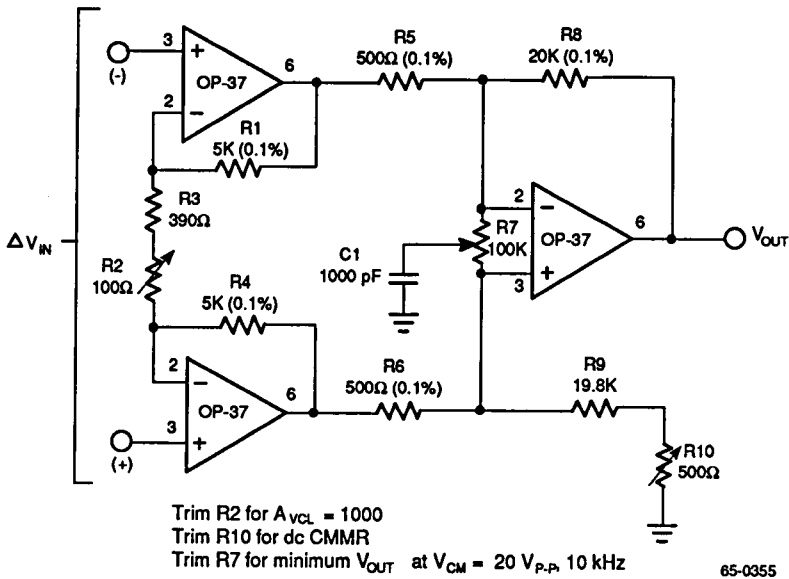 (-)
3
+
OP-37
6
2
−
R1
5K (0.1%)
R5
500Ω (0.1%)
R8
20K (0.1%)
R3
390Ω
ΔV_IN
R2
100Ω
R4
5K (0.1%)
C1
1000 pF
R7
100K
2
−
OP-37
+
3
6
V_OUT
2
−
OP-37
6
3
+
(+)
R6
500Ω (0.1%)
R9
19.8K
R10
500Ω
Trim R2 for A_VCL = 1000
Trim R10 for dc CMMR
Trim R7 for minimum V_OUT at V_CM = 20 V_P-P, 10 kHz
65-0355